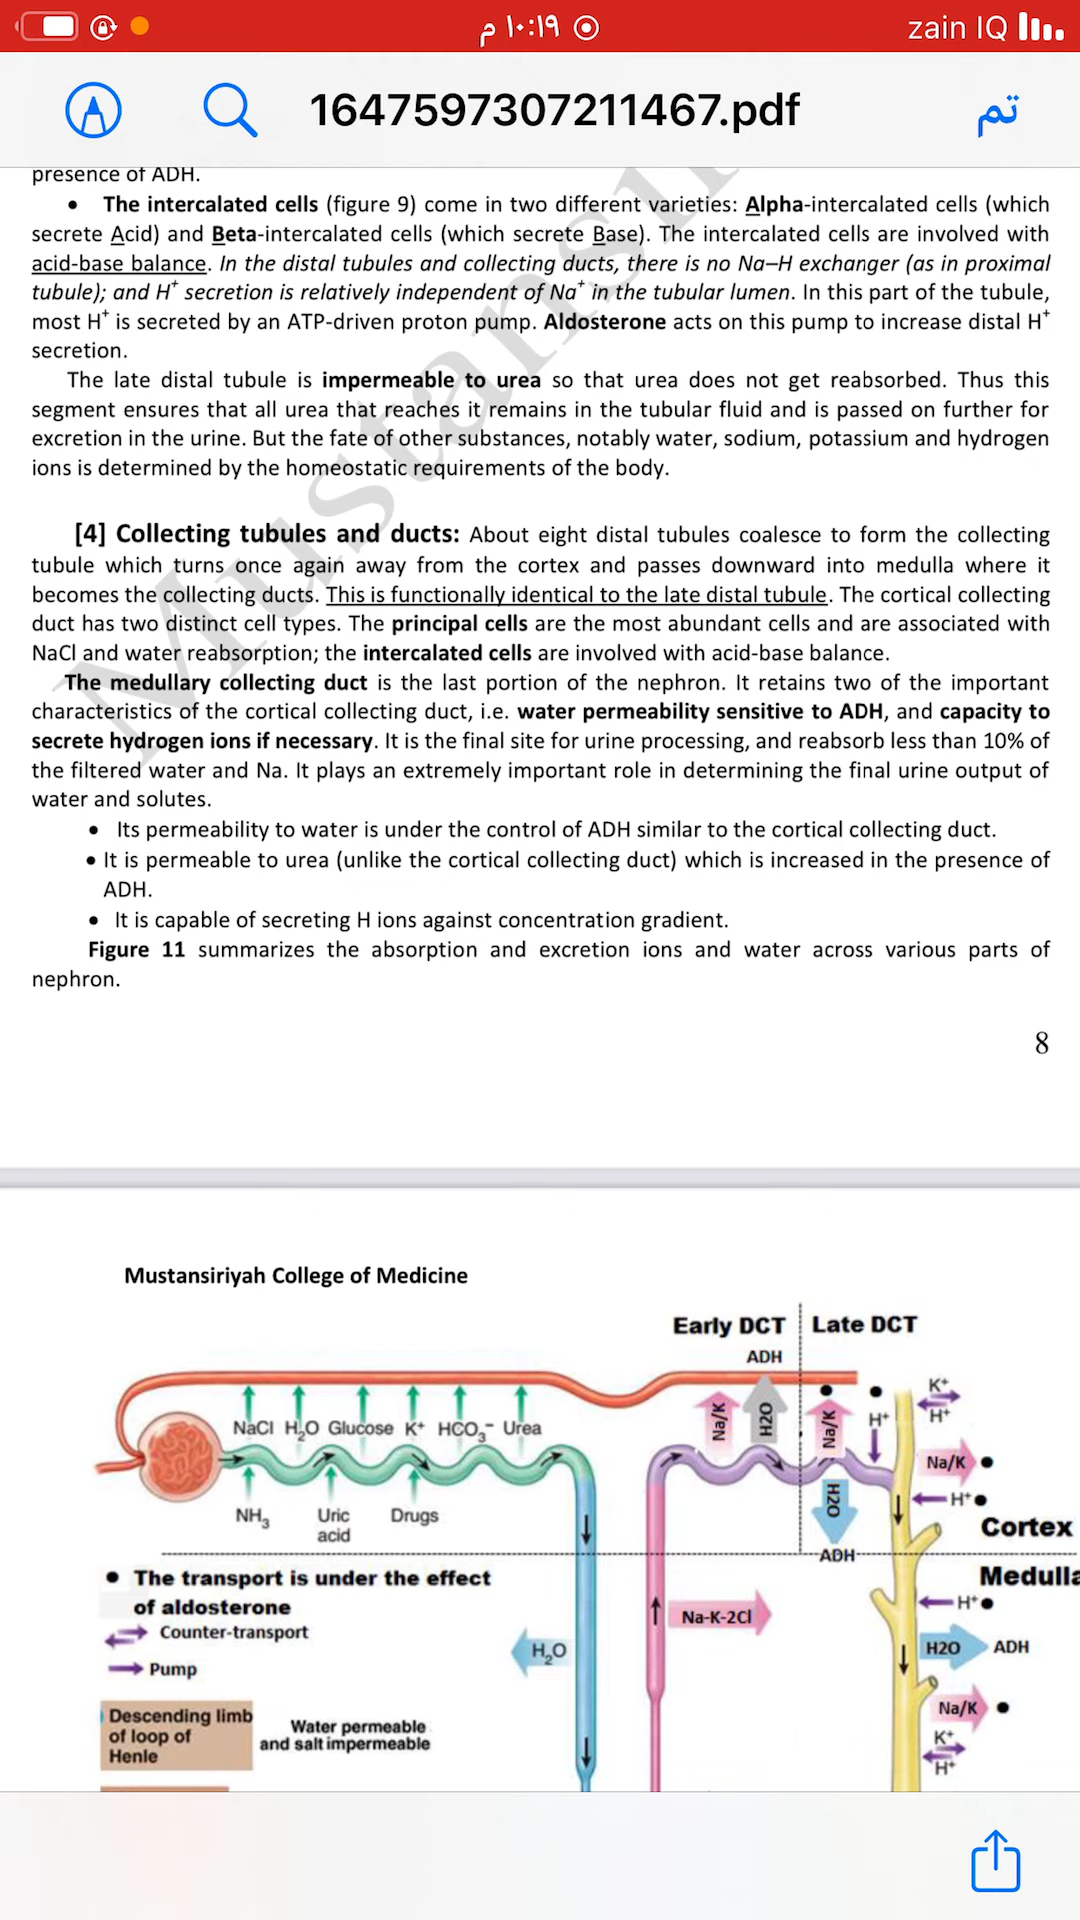 ١٠:١٩ م
zain IQ
1647597307211467.pdf
تم
presence of ADH.
• The intercalated cells (figure 9) come in two different varieties: Alpha-intercalated cells (which
secrete Acid) and Beta-intercalated cells (which secrete Base). The intercalated cells are involved with
acid-base balance. In the distal tubules and collecting ducts, there is no Na–H exchanger (as in proximal
tubule); and H⁺ secretion is relatively independent of Na⁺ in the tubular lumen. In this part of the tubule,
most H⁺ is secreted by an ATP-driven proton pump. Aldosterone acts on this pump to increase distal H⁺
secretion.
The late distal tubule is impermeable to urea so that urea does not get reabsorbed. Thus this
segment ensures that all urea that reaches it remains in the tubular fluid and is passed on further for
excretion in the urine. But the fate of other substances, notably water, sodium, potassium and hydrogen
ions is determined by the homeostatic requirements of the body.
[4] Collecting tubules and ducts: About eight distal tubules coalesce to form the collecting
tubule which turns once again away from the cortex and passes downward into medulla where it
becomes the collecting ducts. This is functionally identical to the late distal tubule. The cortical collecting
duct has two distinct cell types. The principal cells are the most abundant cells and are associated with
NaCl and water reabsorption; the intercalated cells are involved with acid-base balance.
The medullary collecting duct is the last portion of the nephron. It retains two of the important
characteristics of the cortical collecting duct, i.e. water permeability sensitive to ADH, and capacity to
secrete hydrogen ions if necessary. It is the final site for urine processing, and reabsorb less than 10% of
the filtered water and Na. It plays an extremely important role in determining the final urine output of
water and solutes.
• Its permeability to water is under the control of ADH similar to the cortical collecting duct.
• It is permeable to urea (unlike the cortical collecting duct) which is increased in the presence of
ADH.
• It is capable of secreting H ions against concentration gradient.
Figure 11 summarizes the absorption and excretion ions and water across various parts of
nephron.
8
Mustansiriyah College of Medicine
Early DCT
Late DCT
ADH
NaCl H₂O Glucose K⁺ HCO₃⁻ Urea
Na/K
H2O
Na/K
H⁺
K⁺
H⁺
Na/K
H⁺
NH₃
Uric
acid
Drugs
H2O
ADH
Cortex
Medulla
• The transport is under the effect
of aldosterone
Counter-transport
Pump
H₂O
Na-K-2Cl
H⁺
H2O
ADH
Na/K
K⁺
H⁺
Descending limb
of loop of
Henle
Water permeable
and salt impermeable